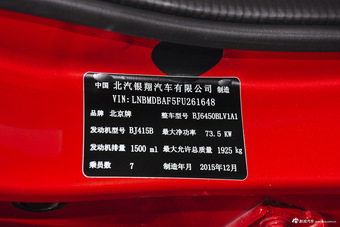 中国 北汽银翔汽车有限公司 制造
VIN:LNBMDBAF5FU261648
品牌 北京牌 整车型号 BJ6450BLV1A1
发动机型号 BJ415B 最大净功率 73.5 KW
发动机排量 1500 ml 最大允许总质量 1925 kg
乘员数 7 制造年月 2015年12月